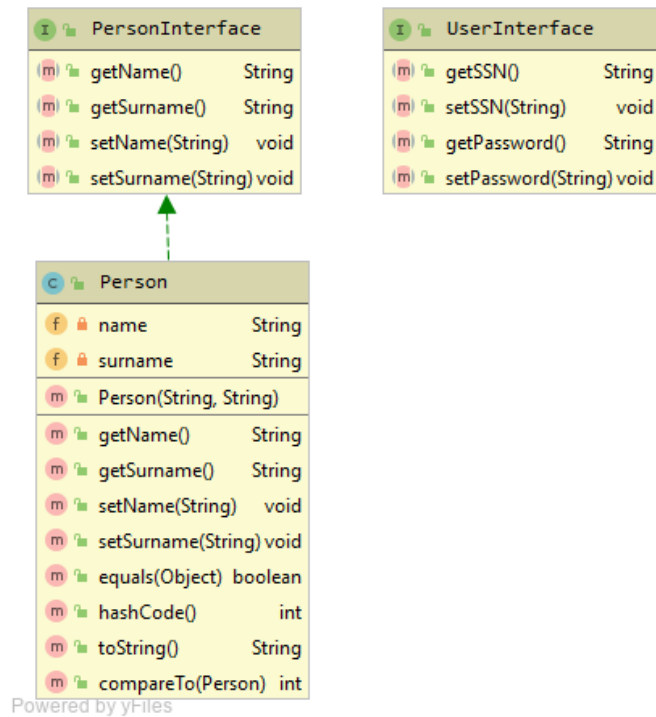 I PersonInterface
m getName() String
m getSurname() String
m setName(String) void
m setSurname(String) void
I UserInterface
m getSSN() String
m setSSN(String) void
m getPassword() String
m setPassword(String) void
C Person
f name String
f surname String
m Person(String, String)
m getName() String
m getSurname() String
m setName(String) void
m setSurname(String) void
m equals(Object) boolean
m hashCode() int
m toString() String
m compareTo(Person) int
Powered by yFiles